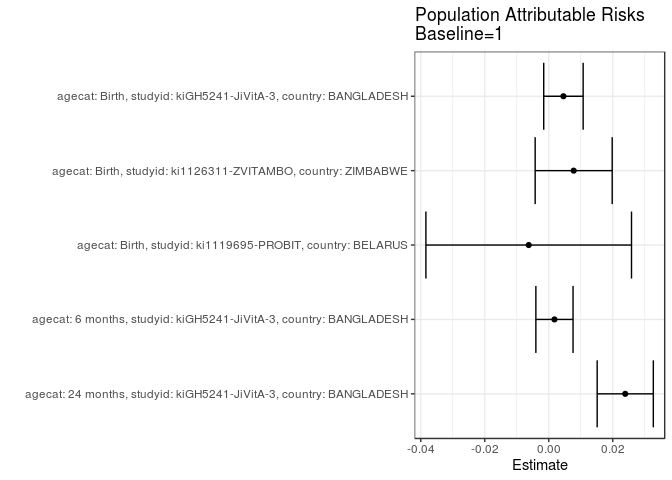 Population Attributable Risks
Baseline=1
agecat: Birth, studyid: kiGH5241-JiVitA-3, country: BANGLADESH
agecat: Birth, studyid: ki1126311-ZVITAMBO, country: ZIMBABWE
agecat: Birth, studyid: ki1119695-PROBIT, country: BELARUS
agecat: 6 months, studyid: kiGH5241-JiVitA-3, country: BANGLADESH
agecat: 24 months, studyid: kiGH5241-JiVitA-3, country: BANGLADESH
-0.04 -0.02 0.00 0.02
Estimate